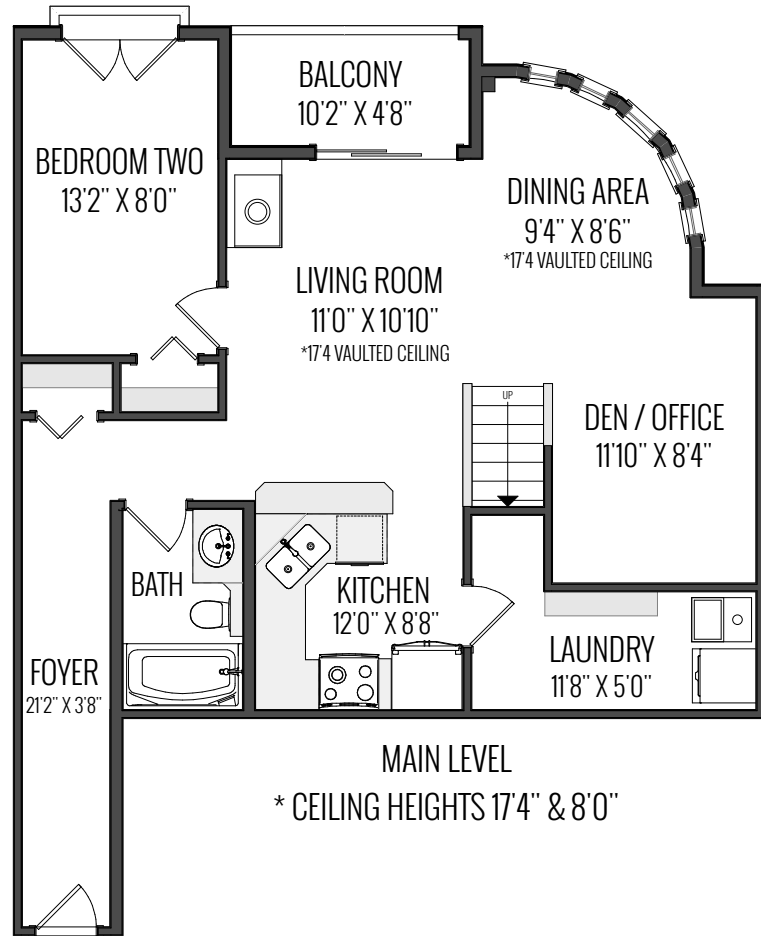 BALCONY
10'2" X 4'8"
BEDROOM TWO
13'2" X 8'0"
DINING AREA
9'4" X 8'6"
*17'4 VAULTED CEILING
LIVING ROOM
11'0" X 10'10"
*17'4 VAULTED CEILING
UP
DEN / OFFICE
11'10" X 8'4"
BATH
KITCHEN
12'0" X 8'8"
FOYER
21'2" X 3'8"
LAUNDRY
11'8" X 5'0"
MAIN LEVEL
* CEILING HEIGHTS 17'4" & 8'0"